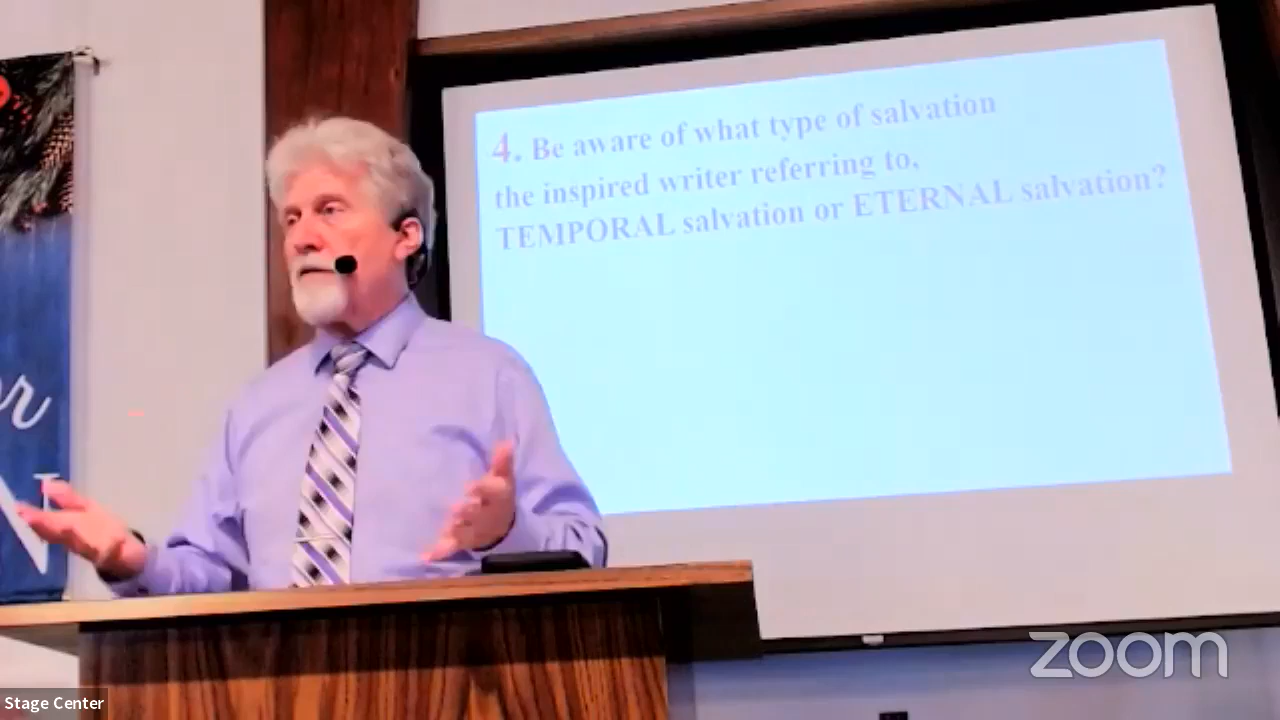 4. Be aware of what type of salvation
the inspired writer referring to,
TEMPORAL salvation or ETERNAL salvation?
or
N
zoom
Stage Center